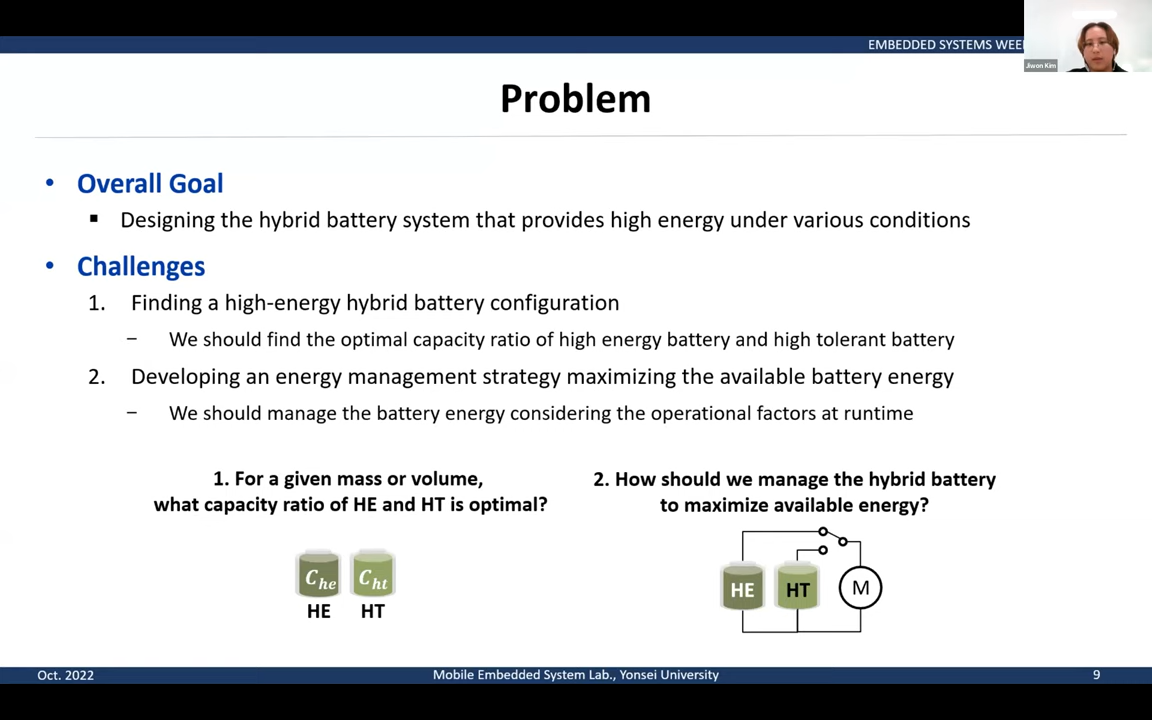 EMBEDDED SYSTEMS WEE
Jiwon Kim
Problem
• Overall Goal
▪ Designing the hybrid battery system that provides high energy under various conditions
• Challenges
1. Finding a high-energy hybrid battery configuration
− We should find the optimal capacity ratio of high energy battery and high tolerant battery
2. Developing an energy management strategy maximizing the available battery energy
− We should manage the battery energy considering the operational factors at runtime
1. For a given mass or volume,
what capacity ratio of HE and HT is optimal?
C_he C_ht
HE HT
2. How should we manage the hybrid battery
to maximize available energy?
HE HT M
Oct. 2022
Mobile Embedded System Lab., Yonsei University
9